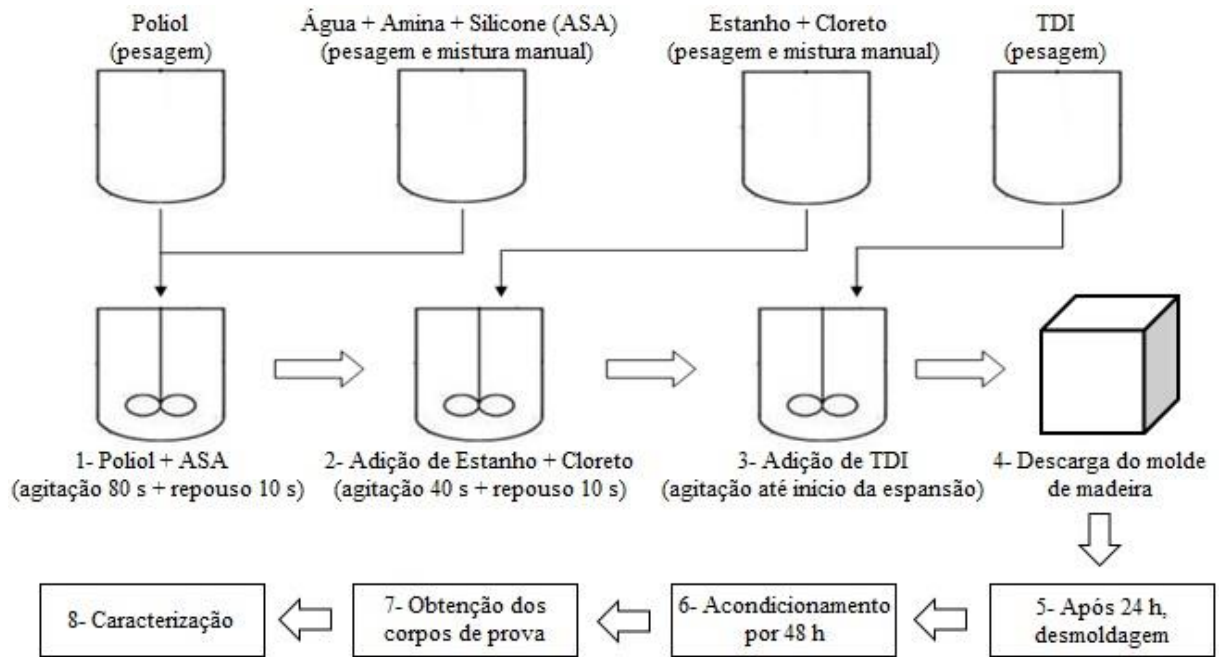 Poliol
(pesagem)
Água + Amina + Silicone (ASA)
(pesagem e mistura manual)
Estanho + Cloreto
(pesagem e mistura manual)
TDI
(pesagem)
1- Poliol + ASA
(agitação 80 s + repouso 10 s)
2- Adição de Estanho + Cloreto
(agitação 40 s + repouso 10 s)
3- Adição de TDI
(agitação até início da espansão)
4- Descarga do molde
de madeira
5- Após 24 h,
desmoldagem
6- Acondicionamento
por 48 h
7- Obtenção dos
corpos de prova
8- Caracterização